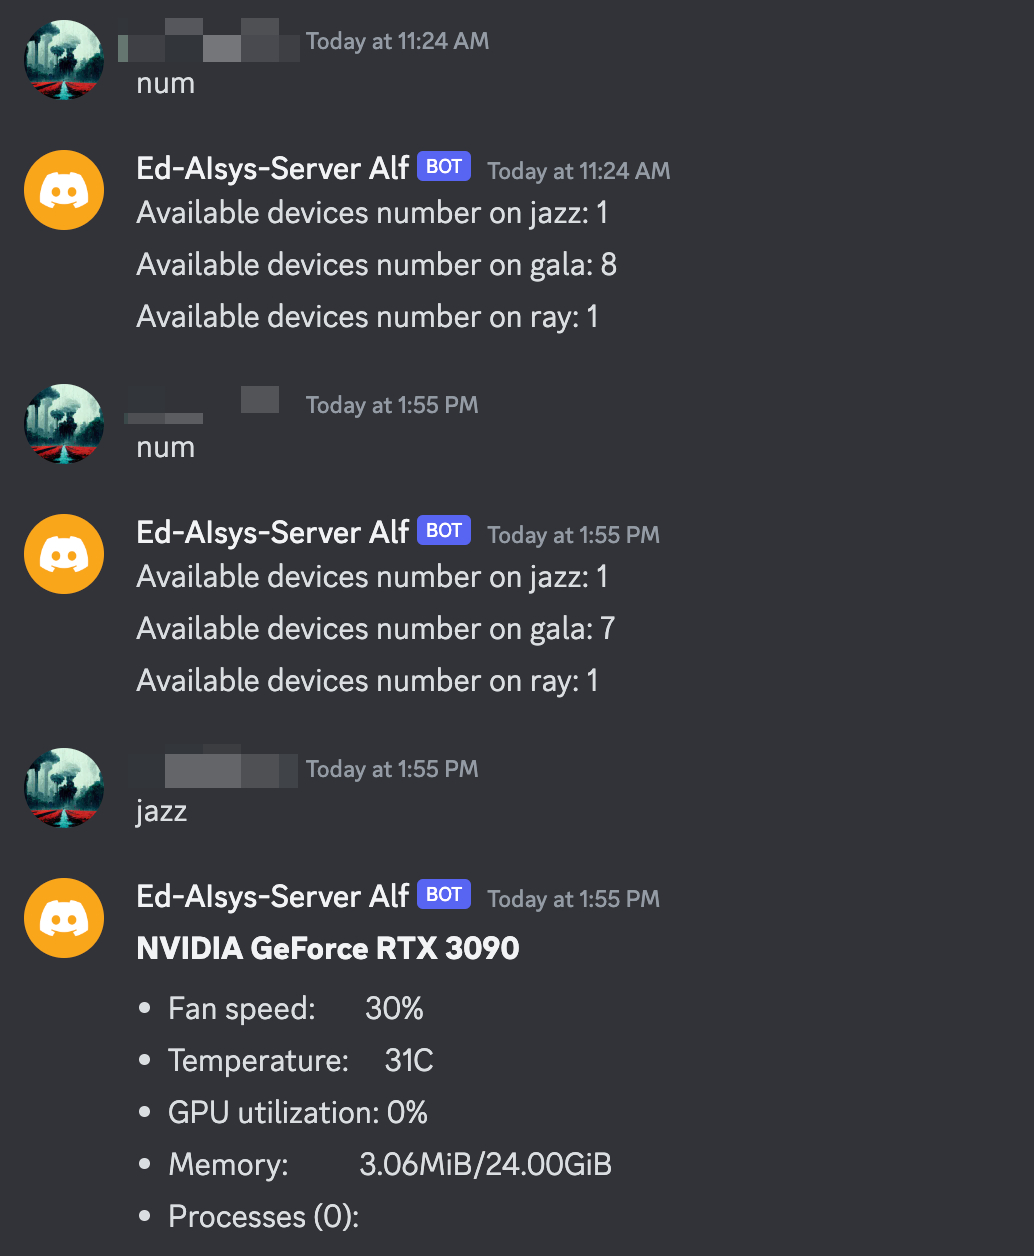 Today at 11:24 AM
num
Ed-AIsys-Server Alf BOT Today at 11:24 AM
Available devices number on jazz: 1
Available devices number on gala: 8
Available devices number on ray: 1
Today at 1:55 PM
num
Ed-AIsys-Server Alf BOT Today at 1:55 PM
Available devices number on jazz: 1
Available devices number on gala: 7
Available devices number on ray: 1
Today at 1:55 PM
jazz
Ed-AIsys-Server Alf BOT Today at 1:55 PM
NVIDIA GeForce RTX 3090
• Fan speed: 30%
• Temperature: 31C
• GPU utilization: 0%
• Memory: 3.06MiB/24.00GiB
• Processes (0):